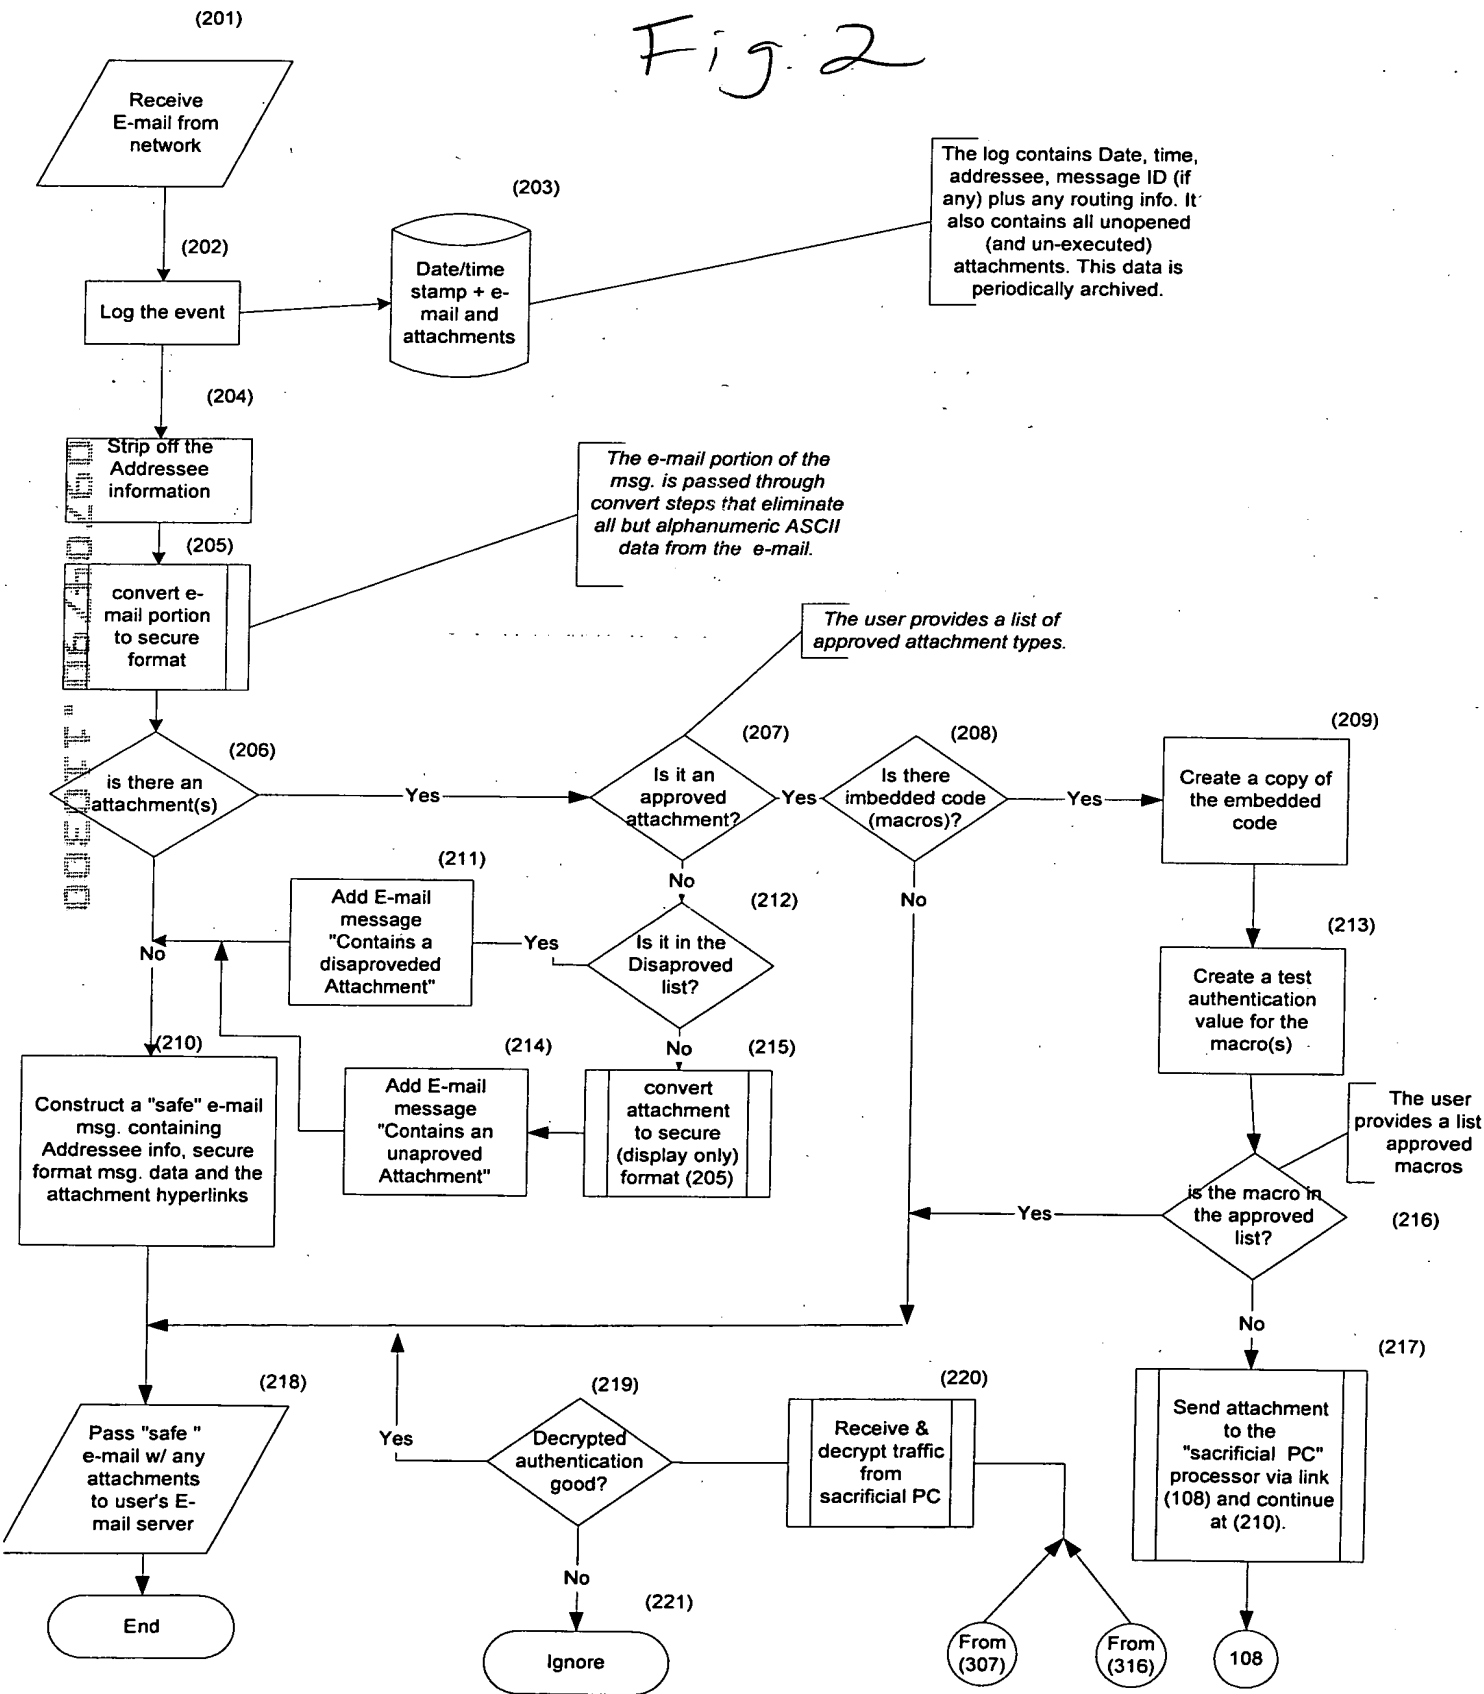 (201)
Fig. 2
Receive
E-mail from
network
(202)
Log the event
(203)
Date/time
stamp + e-
mail and
attachments
The log contains Date, time,
addressee, message ID (if
any) plus any routing info. It
also contains all unopened
(and un-executed)
attachments. This data is
periodically archived.
(204)
Strip off the
Addressee
information
(205)
convert e-
mail portion
to secure
format
The e-mail portion of the
msg. is passed through
convert steps that eliminate
all but alphanumeric ASCII
data from the e-mail.
The user provides a list of
approved attachment types.
(206)
is there an
attachment(s)
Yes
(207)
Is it an
approved
attachment?
Yes
(208)
Is there
imbedded code
(macros)?
Yes
(209)
Create a copy of
the embedded
code
No
No
(211)
Add E-mail
message
"Contains a
disaproveded
Attachment"
Yes
(212)
Is it in the
Disaproved
list?
No
(213)
Create a test
authentication
value for the
macro(s)
No
(210)
Construct a "safe" e-mail
msg. containing
Addressee info, secure
format msg. data and the
attachment hyperlinks
(214)
Add E-mail
message
"Contains an
unaproved
Attachment"
(215)
convert
attachment
to secure
(display only)
format (205)
The user
provides a list
approved
macros
is the macro in
the approved
list?
(216)
Yes
No
(217)
Send attachment
to the
"sacrificial PC"
processor via link
(108) and continue
at (210).
(218)
Pass "safe "
e-mail w/ any
attachments
to user's E-
mail server
End
Yes
(219)
Decrypted
authentication
good?
No
(220)
Receive &
decrypt traffic
from
sacrificial PC
(221)
Ignore
From
(307)
From
(316)
108